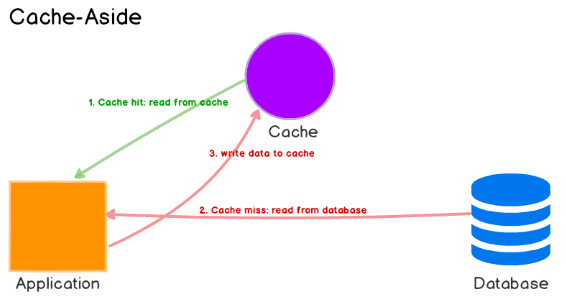 Cache-Aside
1. Cache hit: read from cache
Cache
3. write data to cache
2. Cache miss: read from database
Application
Database